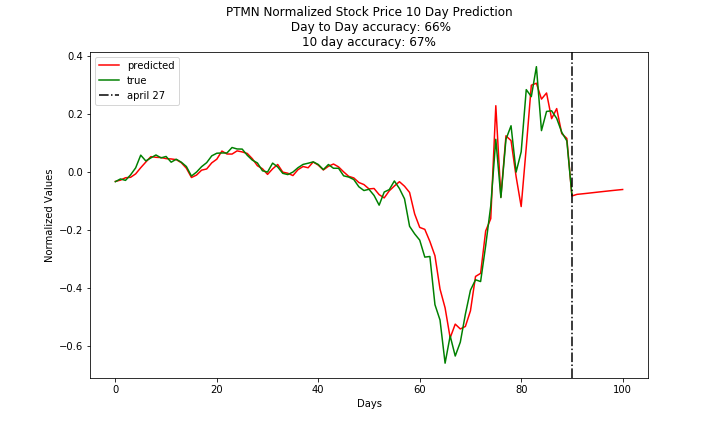 PTMN Normalized Stock Price 10 Day Prediction
Day to Day accuracy: 66%
10 day accuracy: 67%
predicted
true
april 27
Normalized Values
0.4
0.2
0.0
−0.2
−0.4
−0.6
0 20 40 60 80 100
Days